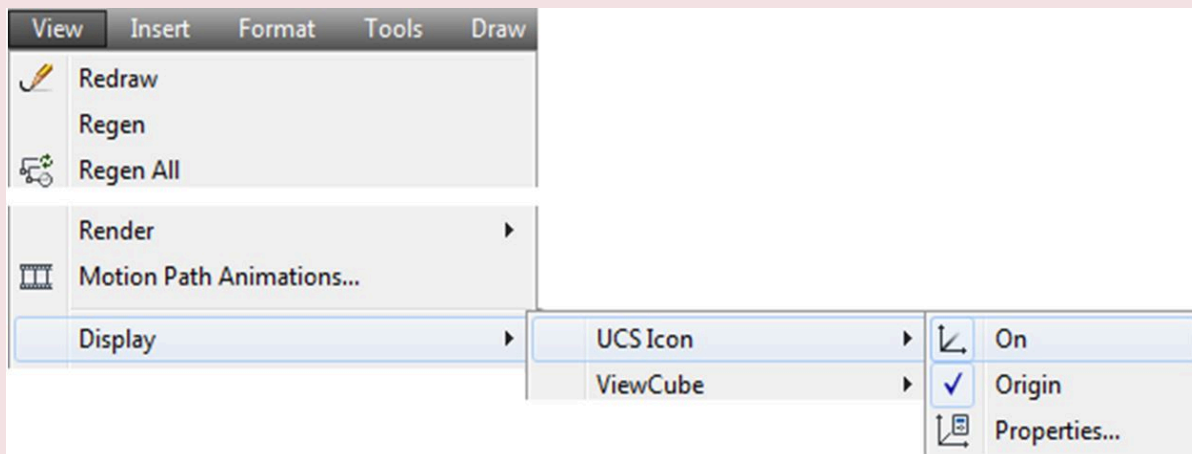 View Insert Format Tools Draw
Redraw
Regen
Regen All
Render
Motion Path Animations...
Display UCS Icon On
ViewCube Origin
Properties...